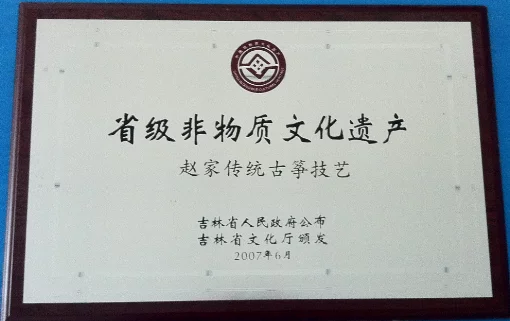 省级非物质文化遗产
赵家传统古筝技艺
吉林省人民政府公布
吉林省文化厅颁发
2007年6月